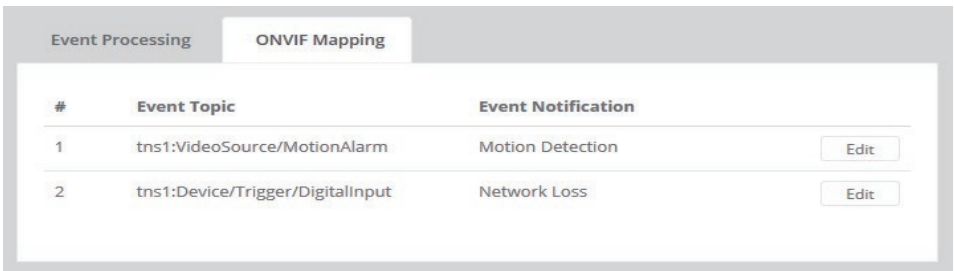 Event Processing ONVIF Mapping
# Event Topic Event Notification
1 tns1:VideoSource/MotionAlarm Motion Detection Edit
2 tns1:Device/Trigger/DigitalInput Network Loss Edit